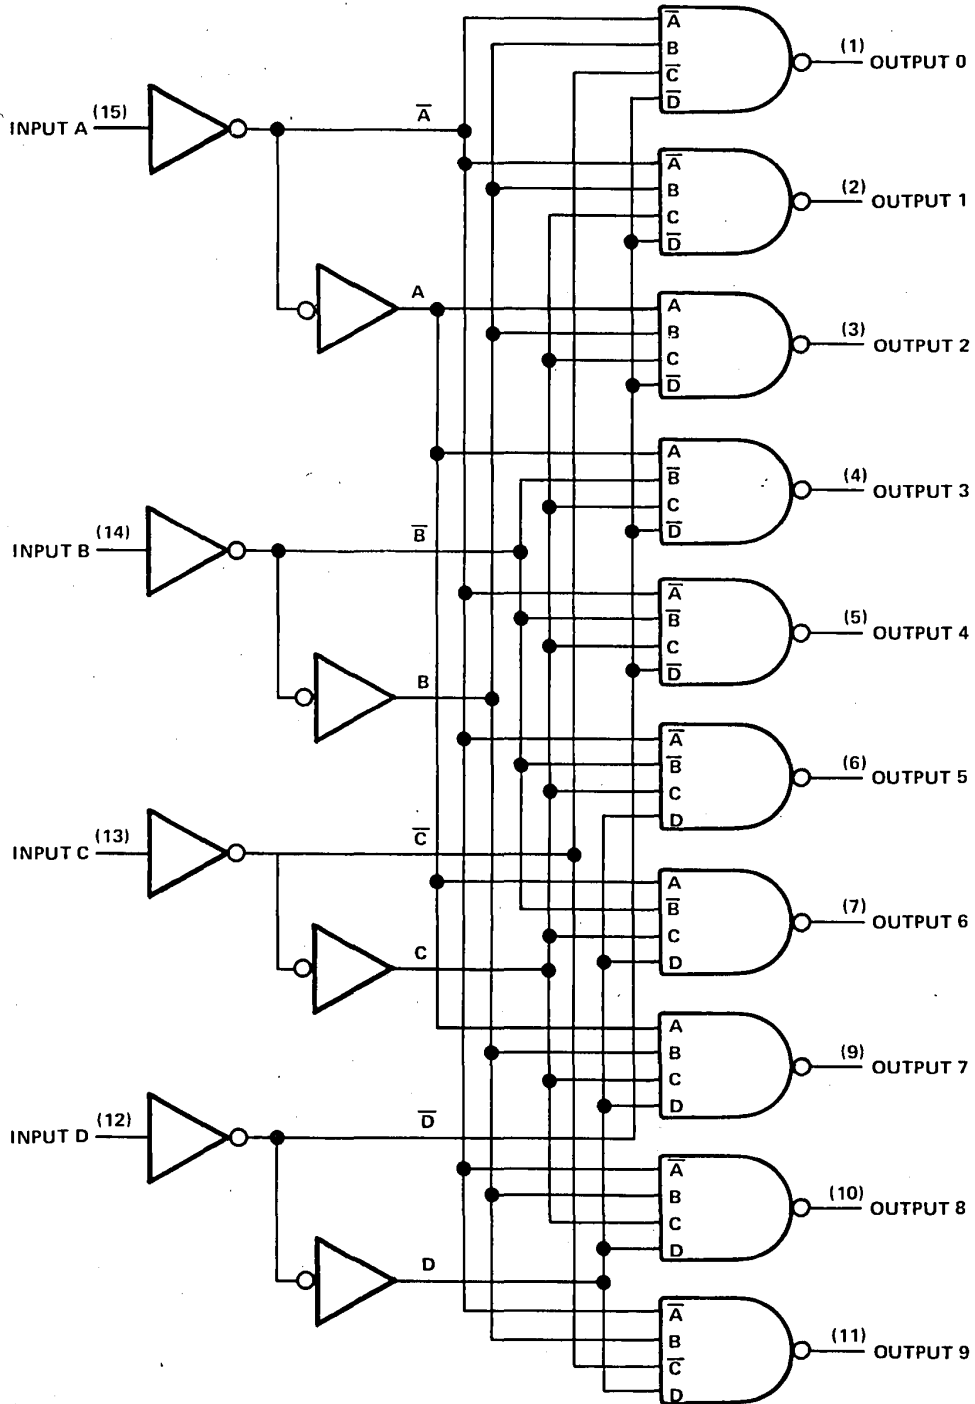 A̅
B
C̅
D̅
(1) OUTPUT 0
INPUT A (15)
A̅
A̅
B
C
D̅
(2) OUTPUT 1
A
A
B
C
D̅
(3) OUTPUT 2
A
B̅
C
D̅
(4) OUTPUT 3
INPUT B (14)
B̅
A̅
B̅
C
D̅
(5) OUTPUT 4
B
A̅
B̅
C
D
(6) OUTPUT 5
INPUT C (13)
C̅
A
B̅
C
D
(7) OUTPUT 6
C
A
B
C
D
(9) OUTPUT 7
INPUT D (12)
D̅
A̅
B
C
D
(10) OUTPUT 8
D
A̅
B
C̅
D
(11) OUTPUT 9